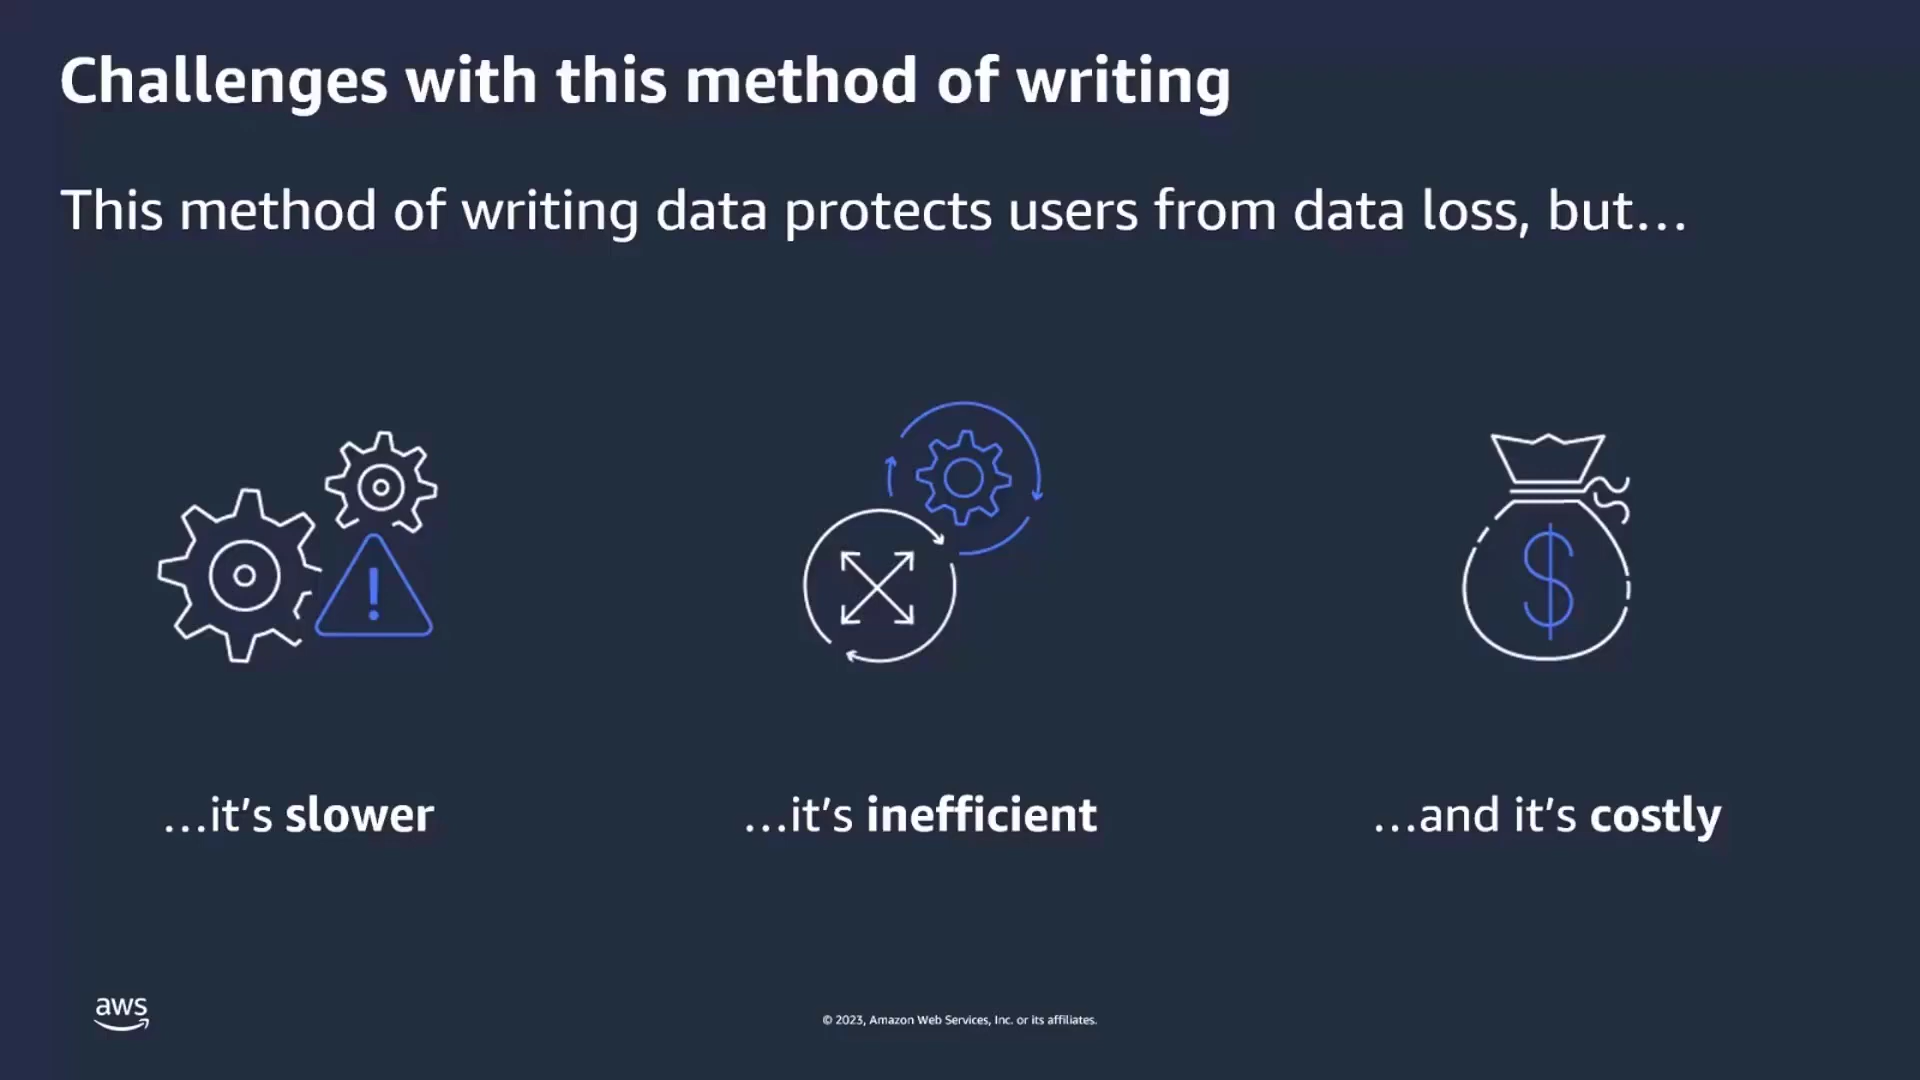 Challenges with this method of writing
This method of writing data protects users from data loss, but…
!
$
…it’s slower
…it’s inefficient
…and it’s costly
aws
© 2023, Amazon Web Services, Inc. or its affiliates.